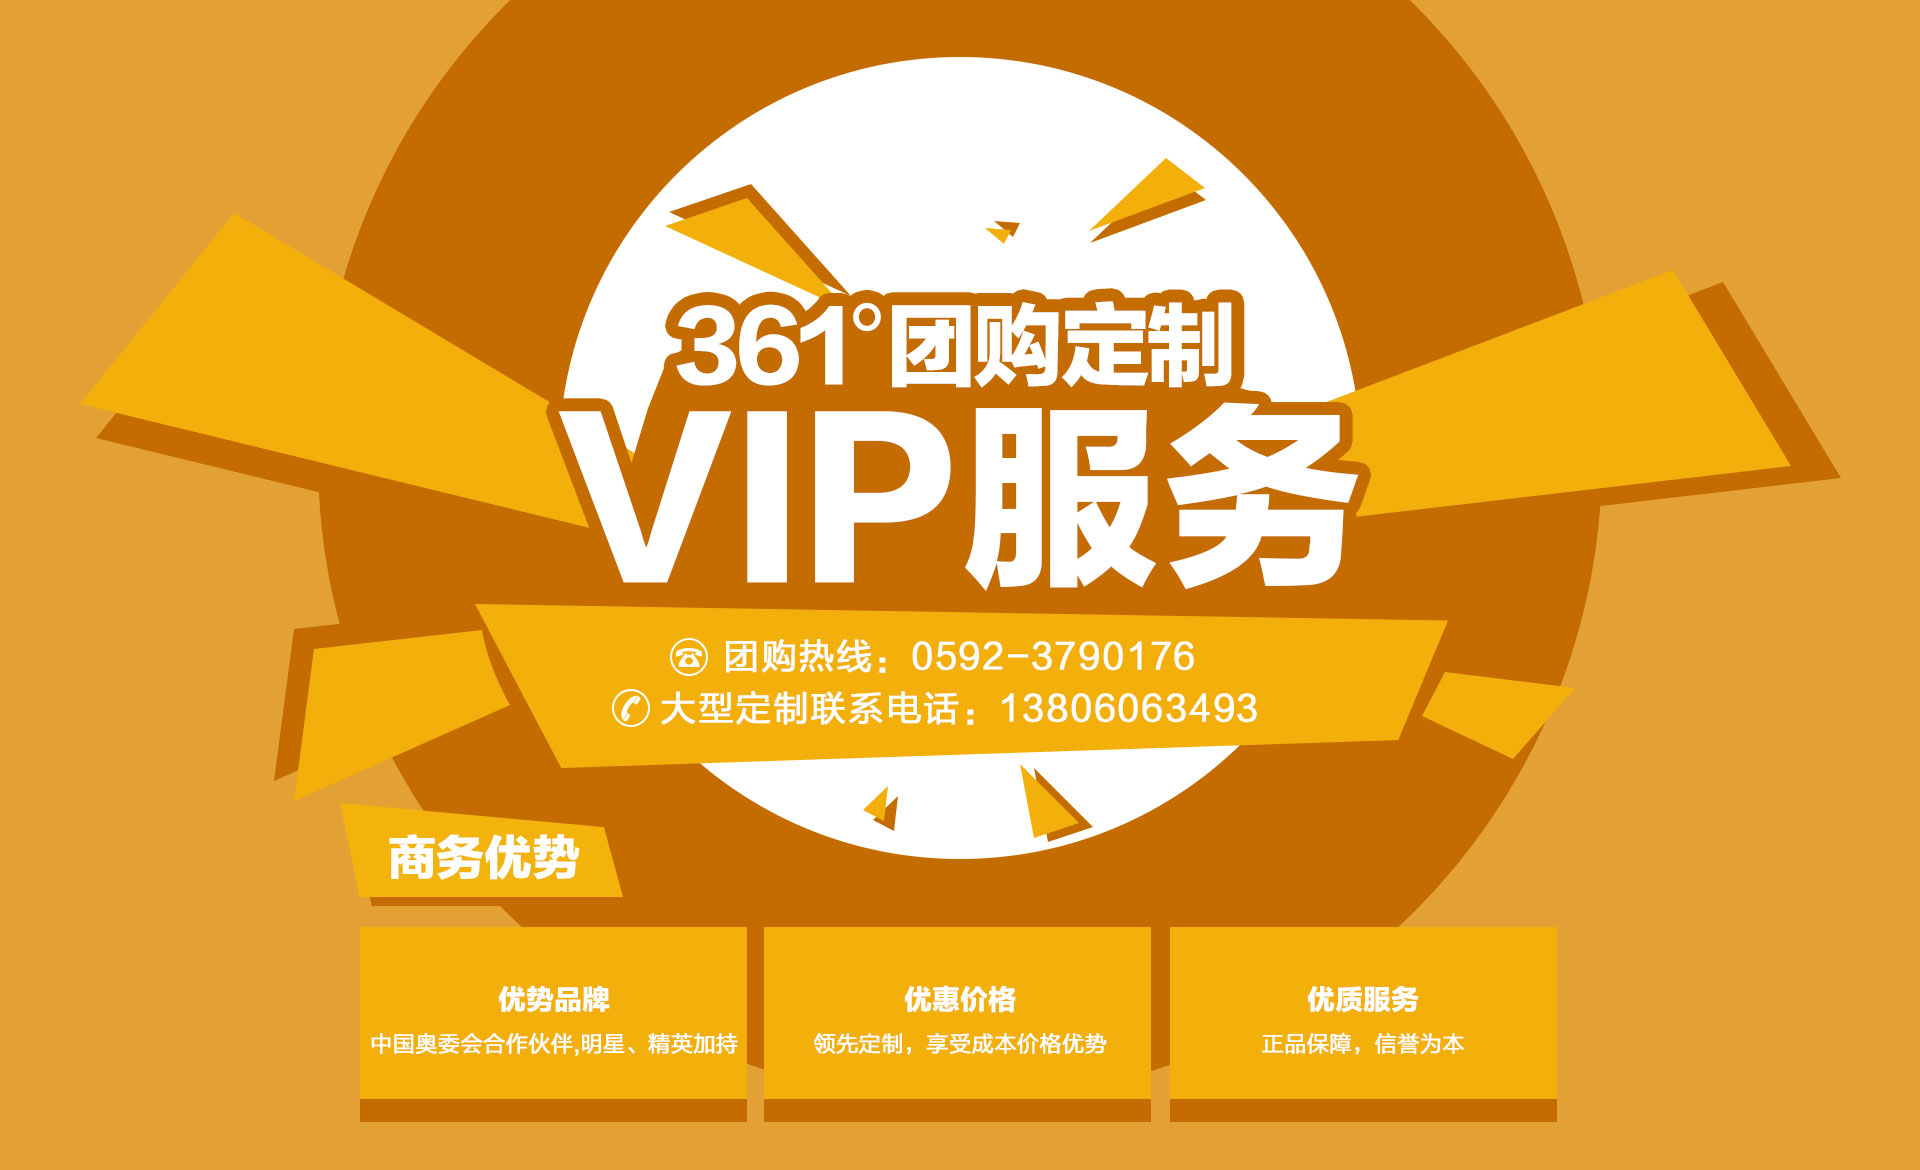 361°团购定制
VIP服务
团购热线：0592-3790176
大型定制联系电话：13806063493
商务优势
优势品牌
中国奥委会合作伙伴,明星、精英加持
优惠价格
领先定制，享受成本价格优势
优质服务
正品保障，信誉为本